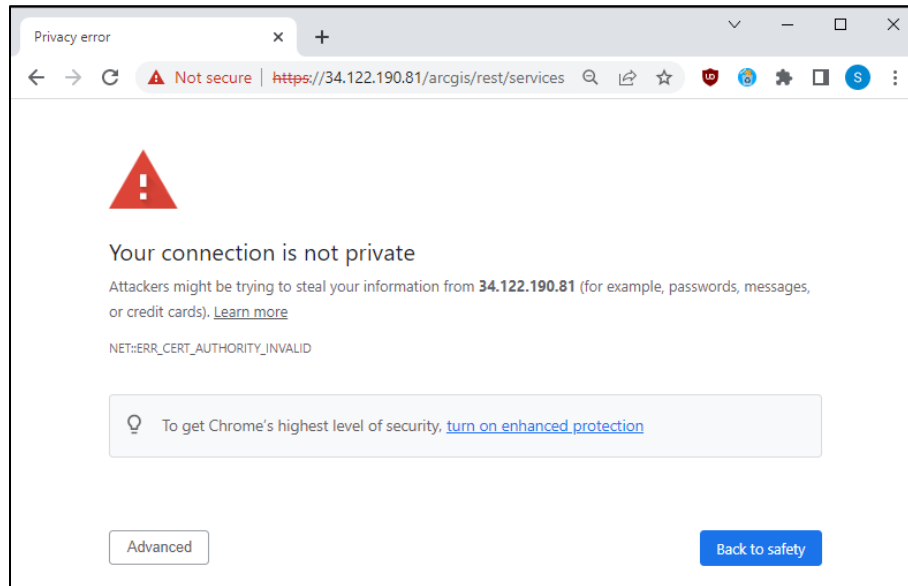 Privacy error
Not secure | https://34.122.190.81/arcgis/rest/services
S
Your connection is not private
Attackers might be trying to steal your information from 34.122.190.81 (for example, passwords, messages,
or credit cards). Learn more
NET::ERR_CERT_AUTHORITY_INVALID
To get Chrome's highest level of security, turn on enhanced protection
Advanced
Back to safety